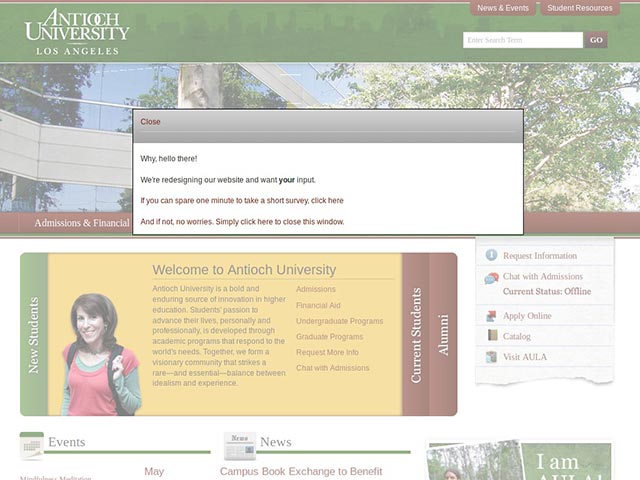 News & Events
Student Resources
ANTIOCH
UNIVERSITY
LOS ANGELES
Enter Search Term
GO
Close
Why, hello there!
We're redesigning our website and want your input.
If you can spare one minute to take a short survey, click here
And if not, no worries. Simply click here to close this window.
Admissions & Financial
Request Information
Chat with Admissions
Current Status: Offline
Apply Online
Catalog
Visit AULA
New Students
Welcome to Antioch University
Antioch University is a bold and
enduring source of innovation in higher
education. Students' passion to
advance their lives, personally and
professionally, is developed through
academic programs that respond to the
world's needs. Together, we form a
visionary community that strikes a
rare—and essential—balance between
idealism and experience.
Admissions
Financial Aid
Undergraduate Programs
Graduate Programs
Request More Info
Chat with Admissions
Current Students
Alumni
Events
News
News
Mindfulness Meditation
May
Campus Book Exchange to Benefit
I am
AULA!